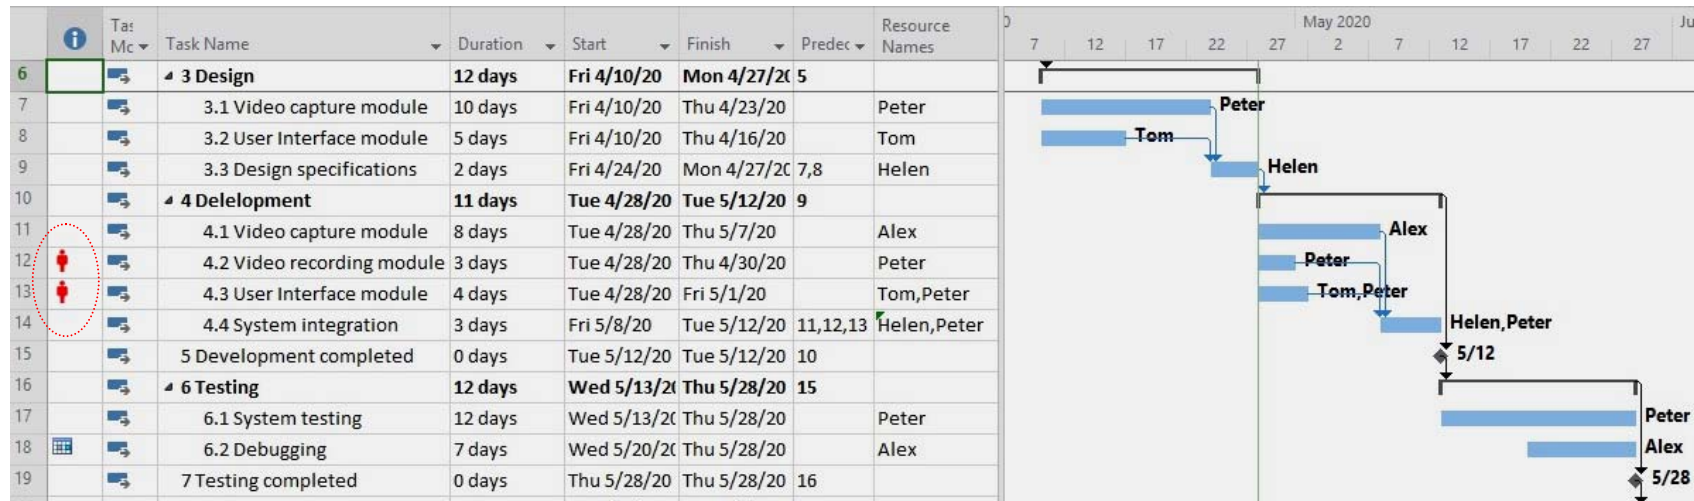 Tas
Mc Task Name Duration Start Finish Predec Resource
Names
6 3 Design 12 days Fri 4/10/20 Mon 4/27/20 5
7 3.1 Video capture module 10 days Fri 4/10/20 Thu 4/23/20 Peter
8 3.2 User Interface module 5 days Fri 4/10/20 Thu 4/16/20 Tom
9 3.3 Design specifications 2 days Fri 4/24/20 Mon 4/27/20 7,8 Helen
10 4 Delelopment 11 days Tue 4/28/20 Tue 5/12/20 9
11 4.1 Video capture module 8 days Tue 4/28/20 Thu 5/7/20 Alex
12 4.2 Video recording module 3 days Tue 4/28/20 Thu 4/30/20 Peter
13 4.3 User Interface module 4 days Tue 4/28/20 Fri 5/1/20 Tom,Peter
14 4.4 System integration 3 days Fri 5/8/20 Tue 5/12/20 11,12,13 Helen,Peter
15 5 Development completed 0 days Tue 5/12/20 Tue 5/12/20 10
16 6 Testing 12 days Wed 5/13/2( Thu 5/28/20 15
17 6.1 System testing 12 days Wed 5/13/2( Thu 5/28/20 Peter
18 6.2 Debugging 7 days Wed 5/20/2( Thu 5/28/20 Alex
19 7 Testing completed 0 days Thu 5/28/20 Thu 5/28/20 16
May 2020 Ju
7 12 17 22 27 2 7 12 17 22 27
Peter
Tom
Helen
Alex
Peter
Tom,Peter
Helen,Peter
5/12
Peter
Alex
5/28